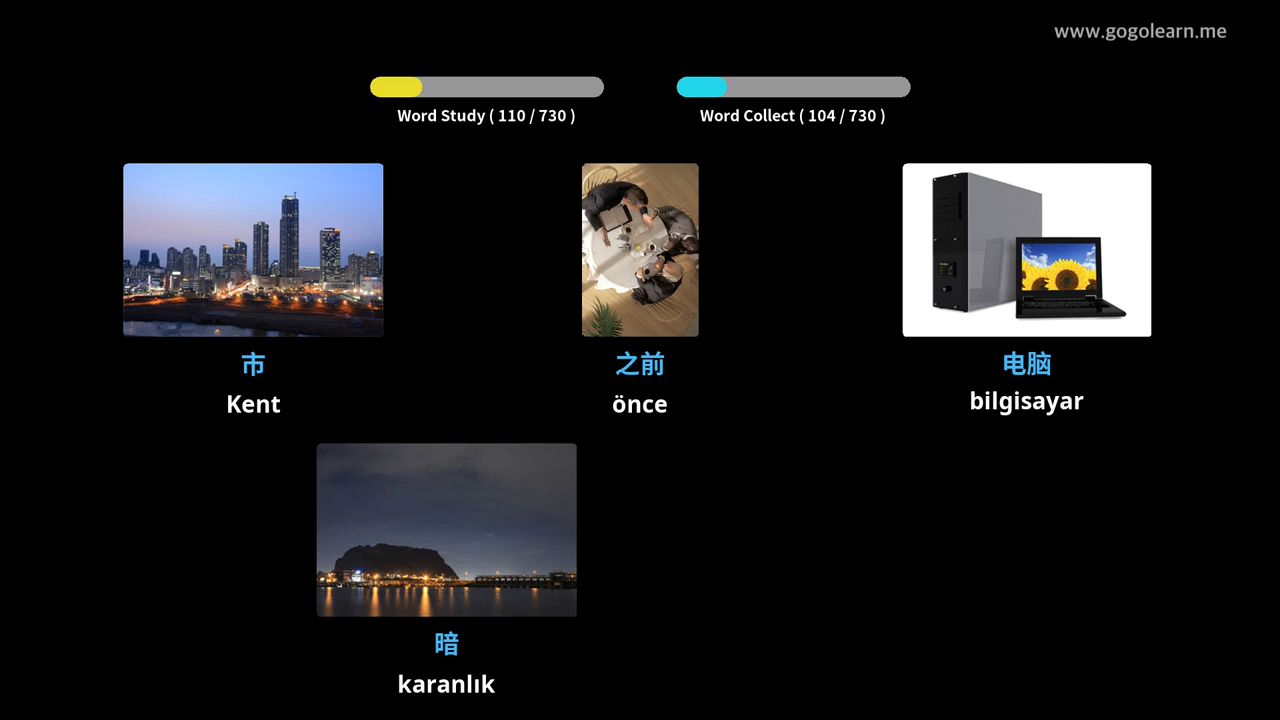 www.gogolearn.me
Word Study ( 110 / 730 )
Word Collect ( 104 / 730 )
市
Kent
之前
önce
电脑
bilgisayar
暗
karanlık